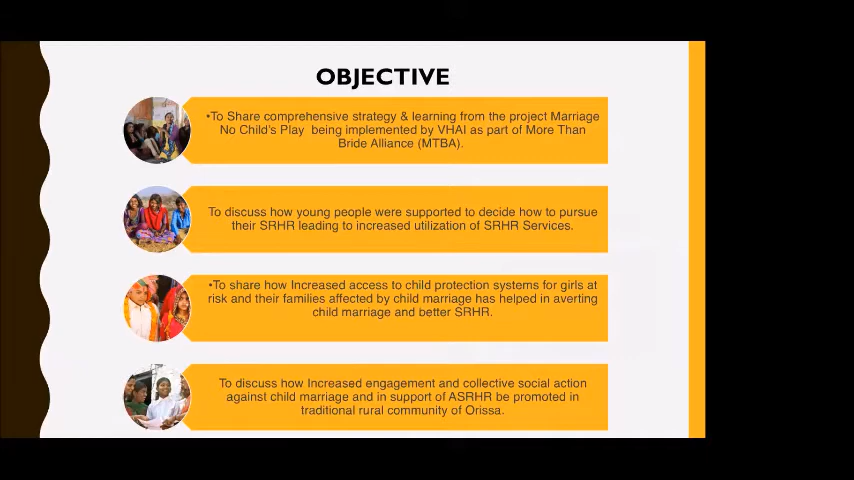 OBJECTIVE
•To Share comprehensive strategy & learning from the project Marriage
No Child's Play being implemented by VHAI as part of More Than
Bride Alliance (MTBA).
To discuss how young people were supported to decide how to pursue
their SRHR leading to increased utilization of SRHR Services.
•To share how Increased access to child protection systems for girls at
risk and their families affected by child marriage has helped in averting
child marriage and better SRHR.
To discuss how Increased engagement and collective social action
against child marriage and in support of ASRHR be promoted in
traditional rural community of Orissa.